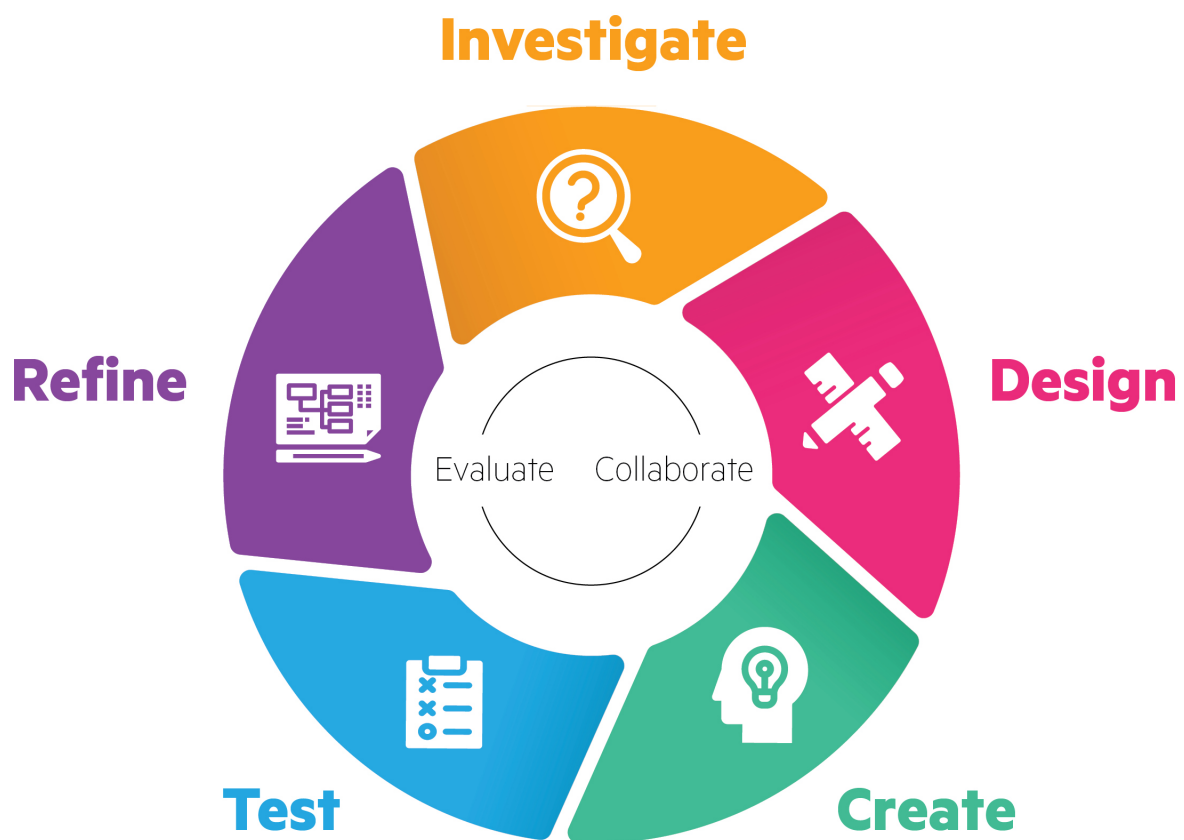 Investigate
Refine
Design
Evaluate Collaborate
Test
Create